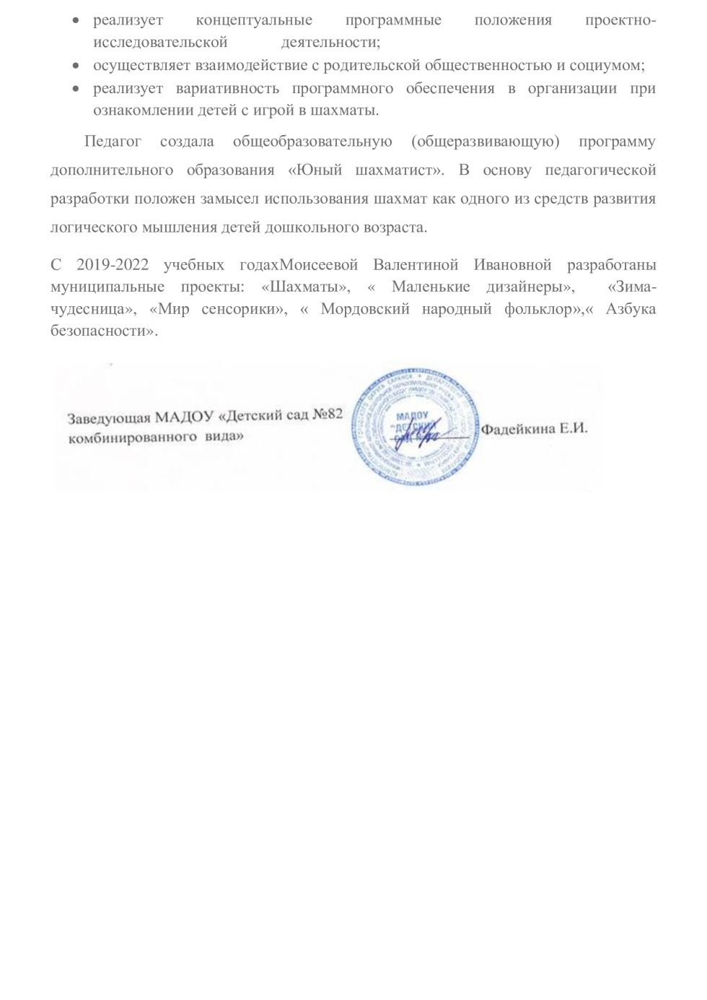 • реализует концептуальные программные положения проектно-
исследовательской деятельности;
• осуществляет взаимодействие с родительской общественностью и социумом;
• реализует вариативность программного обеспечения в организации при
ознакомлении детей с игрой в шахматы.
Педагог создала общеобразовательную (общеразвивающую) программу
дополнительного образования «Юный шахматист». В основу педагогической
разработки положен замысел использования шахмат как одного из средств развития
логического мышления детей дошкольного возраста.
С 2019-2022 учебных годахМоисеевой Валентиной Ивановной разработаны
муниципальные проекты: «Шахматы», « Маленькие дизайнеры», «Зима-
чудесница», «Мир сенсорики», « Мордовский народный фольклор»,« Азбука
безопасности».
Заведующая МАДОУ «Детский сад №82
комбинированного вида»
МАДОУ
"ДЕТСКИЙ
Фадейкина Е.И.